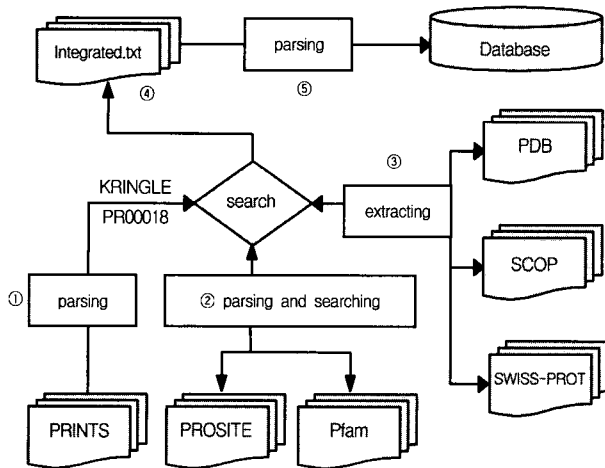 Integrated.txt
parsing
Database
④
⑤
③
PDB
KRINGLE
PR00018
search
extracting
SCOP
①
parsing
② parsing and searching
SWISS-PROT
PRINTS
PROSITE
Pfam